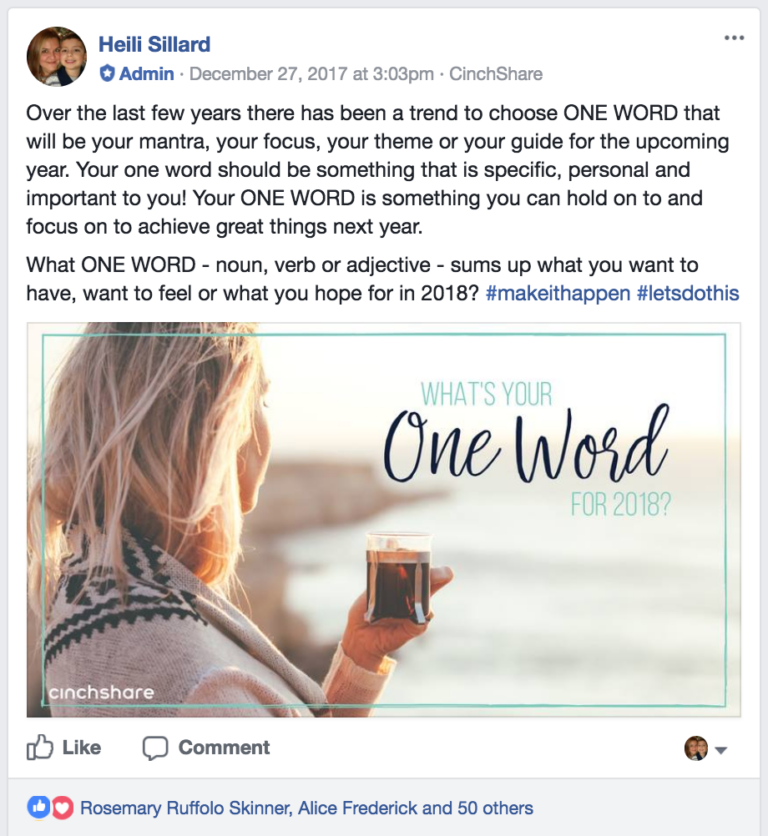 Heili Sillard
Admin · December 27, 2017 at 3:03pm · CinchShare
Over the last few years there has been a trend to choose ONE WORD that
will be your mantra, your focus, your theme or your guide for the upcoming
year. Your one word should be something that is specific, personal and
important to you! Your ONE WORD is something you can hold on to and
focus on to achieve great things next year.
What ONE WORD - noun, verb or adjective - sums up what you want to
have, want to feel or what you hope for in 2018? #makeithappen #letsdothis
WHAT'S YOUR
One Word
FOR 2018?
cinchshare
Like Comment
Rosemary Ruffolo Skinner, Alice Frederick and 50 others